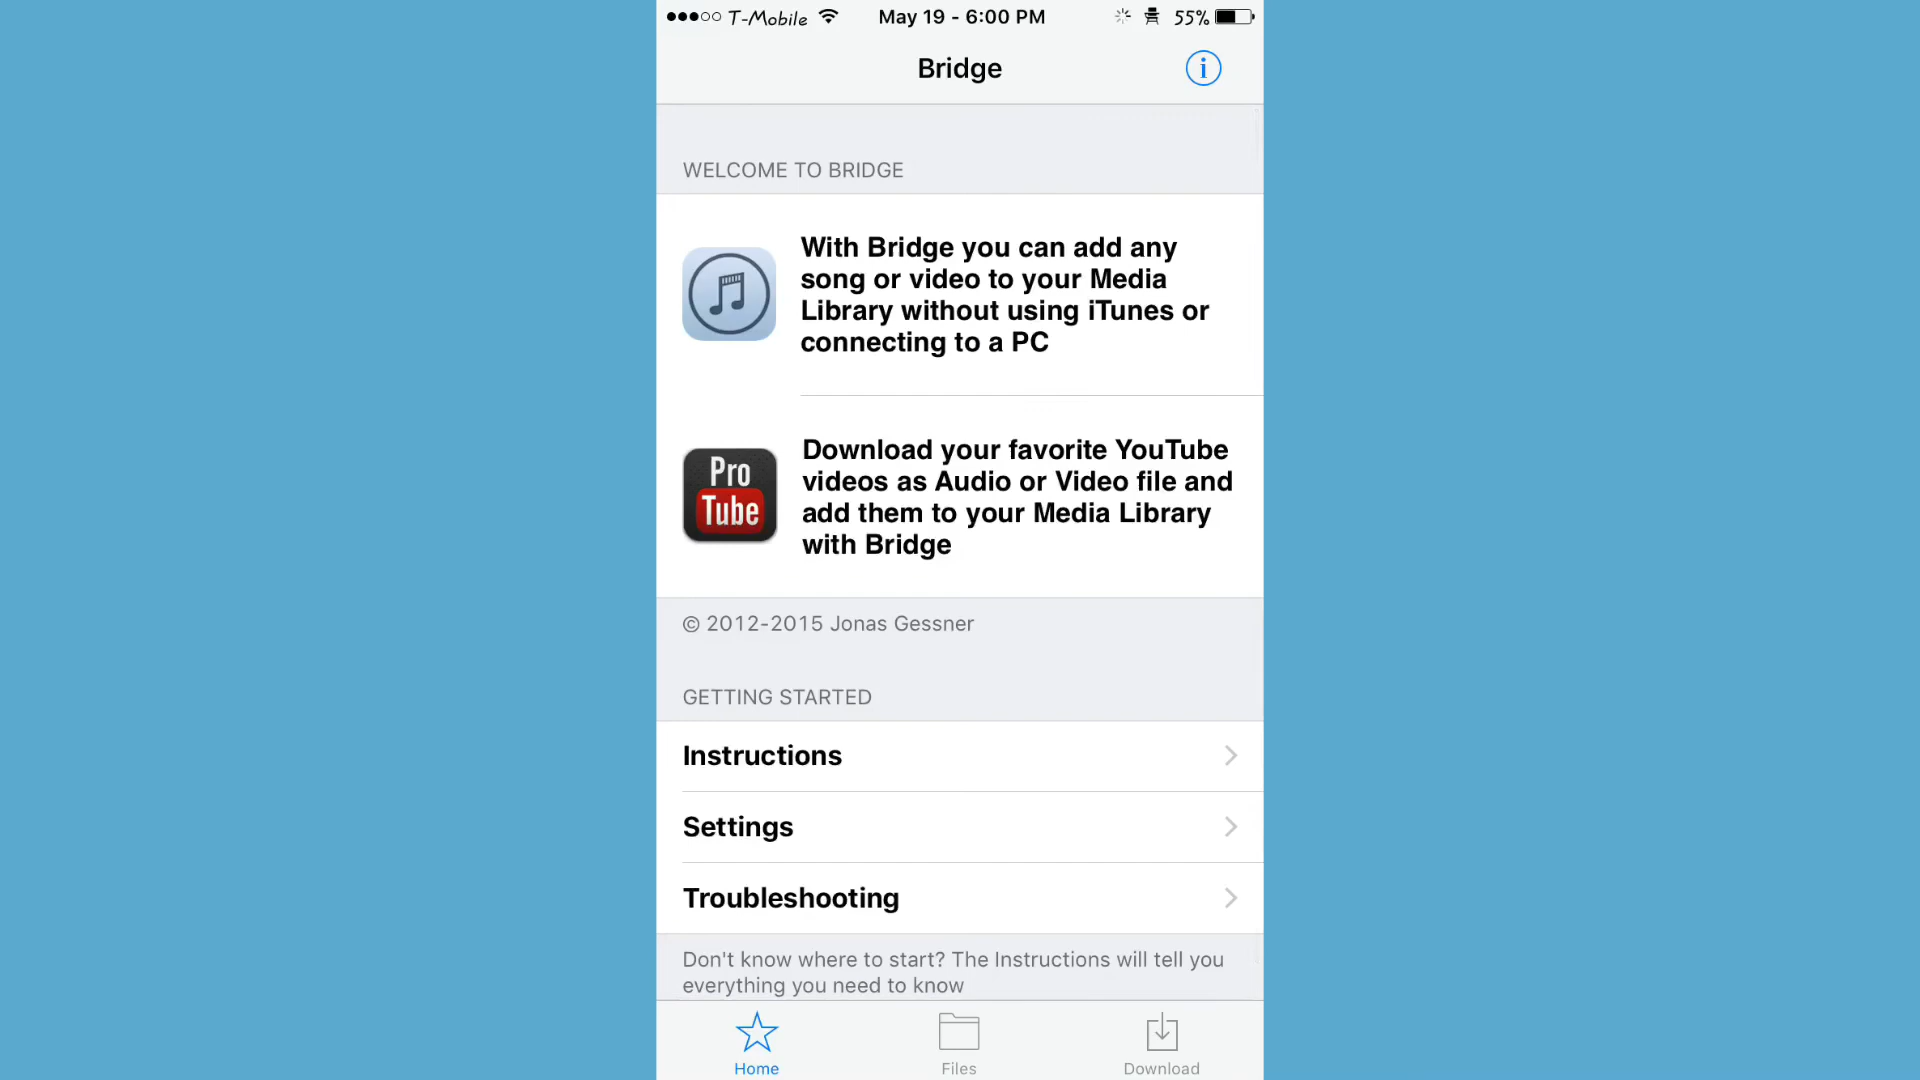 T-Mobile May 19 - 6:00 PM 55%
Bridge
WELCOME TO BRIDGE
With Bridge you can add any
song or video to your Media
Library without using iTunes or
connecting to a PC
Pro
Tube
Download your favorite YouTube
videos as Audio or Video file and
add them to your Media Library
with Bridge
© 2012-2015 Jonas Gessner
GETTING STARTED
Instructions
Settings
Troubleshooting
Don't know where to start? The Instructions will tell you
everything you need to know
Home Files Download